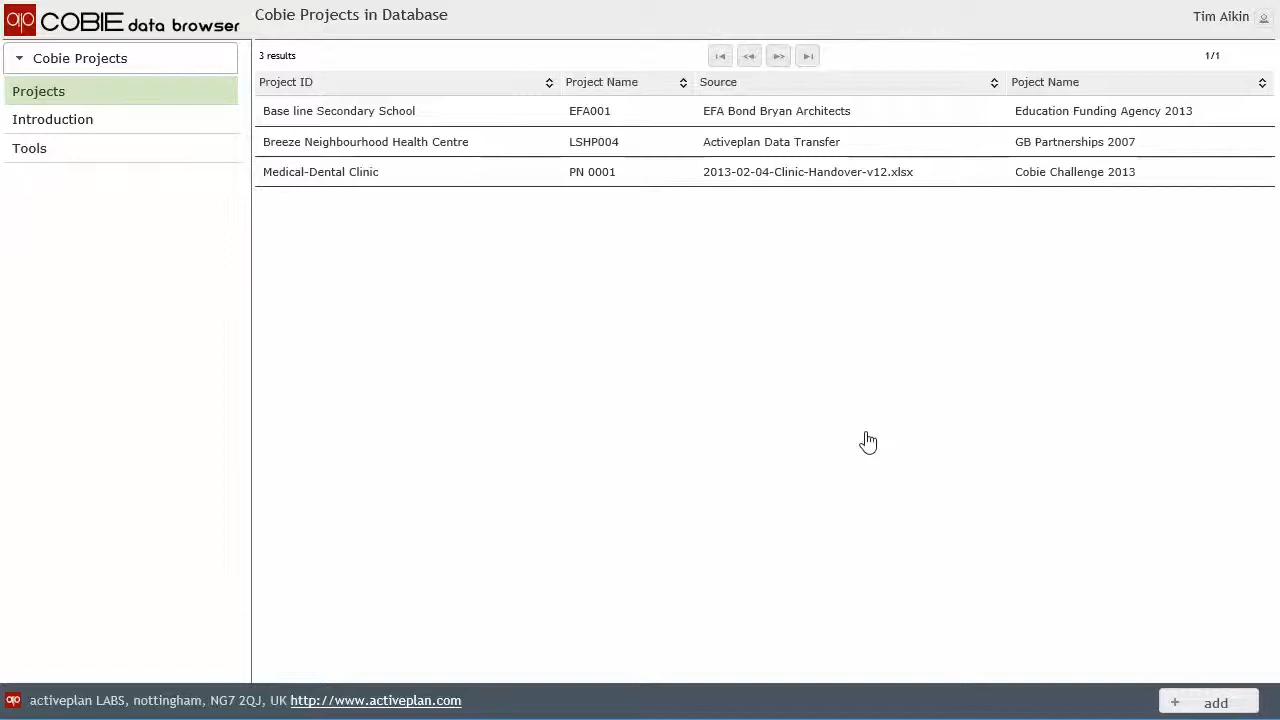 COBIE data browser
Cobie Projects in Database
Tim Aikin
Cobie Projects
Projects
Introduction
Tools
3 results
1/1
Project ID Project Name Source Poject Name
Base line Secondary School EFA001 EFA Bond Bryan Architects Education Funding Agency 2013
Breeze Neighbourhood Health Centre LSHP004 Activeplan Data Transfer GB Partnerships 2007
Medical-Dental Clinic PN 0001 2013-02-04-Clinic-Handover-v12.xlsx Cobie Challenge 2013
activeplan LABS, nottingham, NG7 2QJ, UK http://www.activeplan.com
+ add